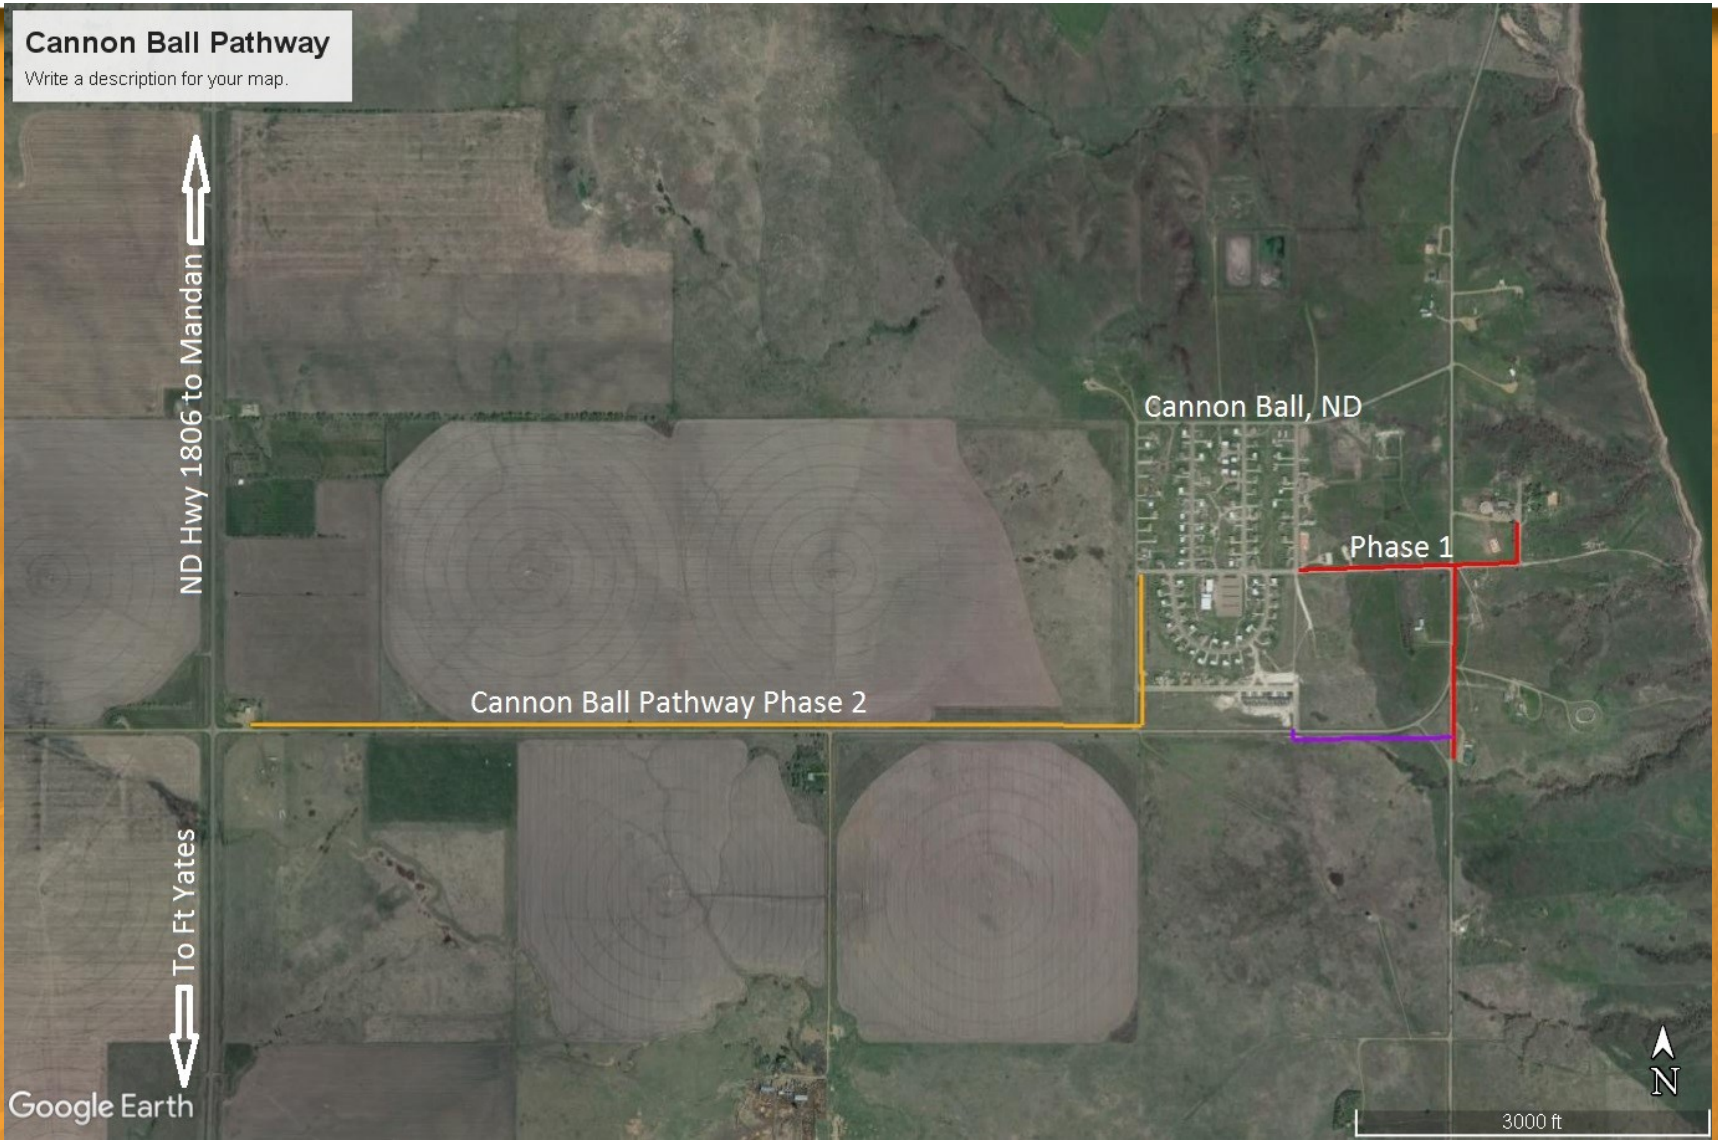 Cannon Ball Pathway
Write a description for your map.
ND Hwy 1806 to Mandan
Cannon Ball, ND
Phase 1
Cannon Ball Pathway Phase 2
To Ft Yates
Google Earth
N
3000 ft